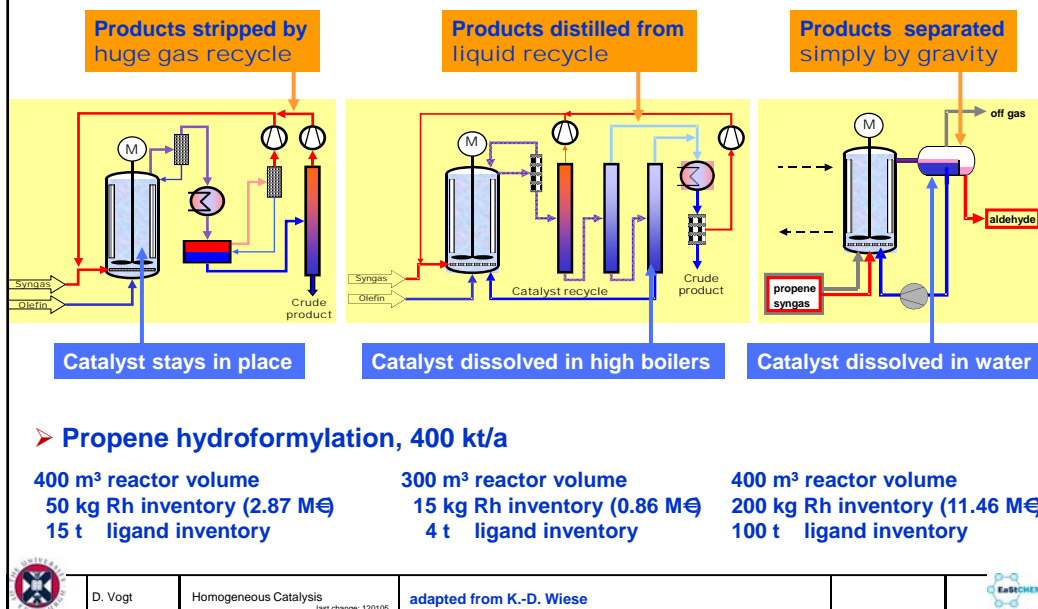 Products stripped by
huge gas recycle
Products distilled from
liquid recycle
Products separated
simply by gravity
M
Syngas
Olefin
Crude
product
M
Syngas
Olefin
Catalyst recycle
Crude
product
M
off gas
aldehyde
propene
syngas
Catalyst stays in place
Catalyst dissolved in high boilers
Catalyst dissolved in water
➢ Propene hydroformylation, 400 kt/a
400 m³ reactor volume
50 kg Rh inventory (2.87 M€)
15 t ligand inventory
300 m³ reactor volume
15 kg Rh inventory (0.86 M€)
4 t ligand inventory
400 m³ reactor volume
200 kg Rh inventory (11.46 M€)
100 t ligand inventory
D. Vogt
Homogeneous Catalysis
last change: 120105
adapted from K.-D. Wiese
EaStCHEM